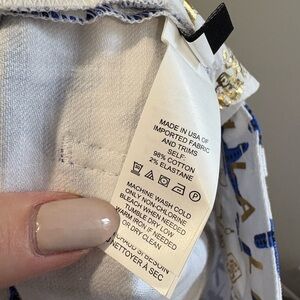 MADE IN USA OF
IMPORTED FABRIC
AND TRIMS
SELF:
98% COTTON
2% ELASTANE
MACHINE WASH COLD
ONLY NON-CHLORINE
BLEACH WHEN NEEDED
TUMBLE DRY LOW
WARM IRON IF NEEDED
OR DRY CLEAN
BESOIN
NETTOYER A SEC